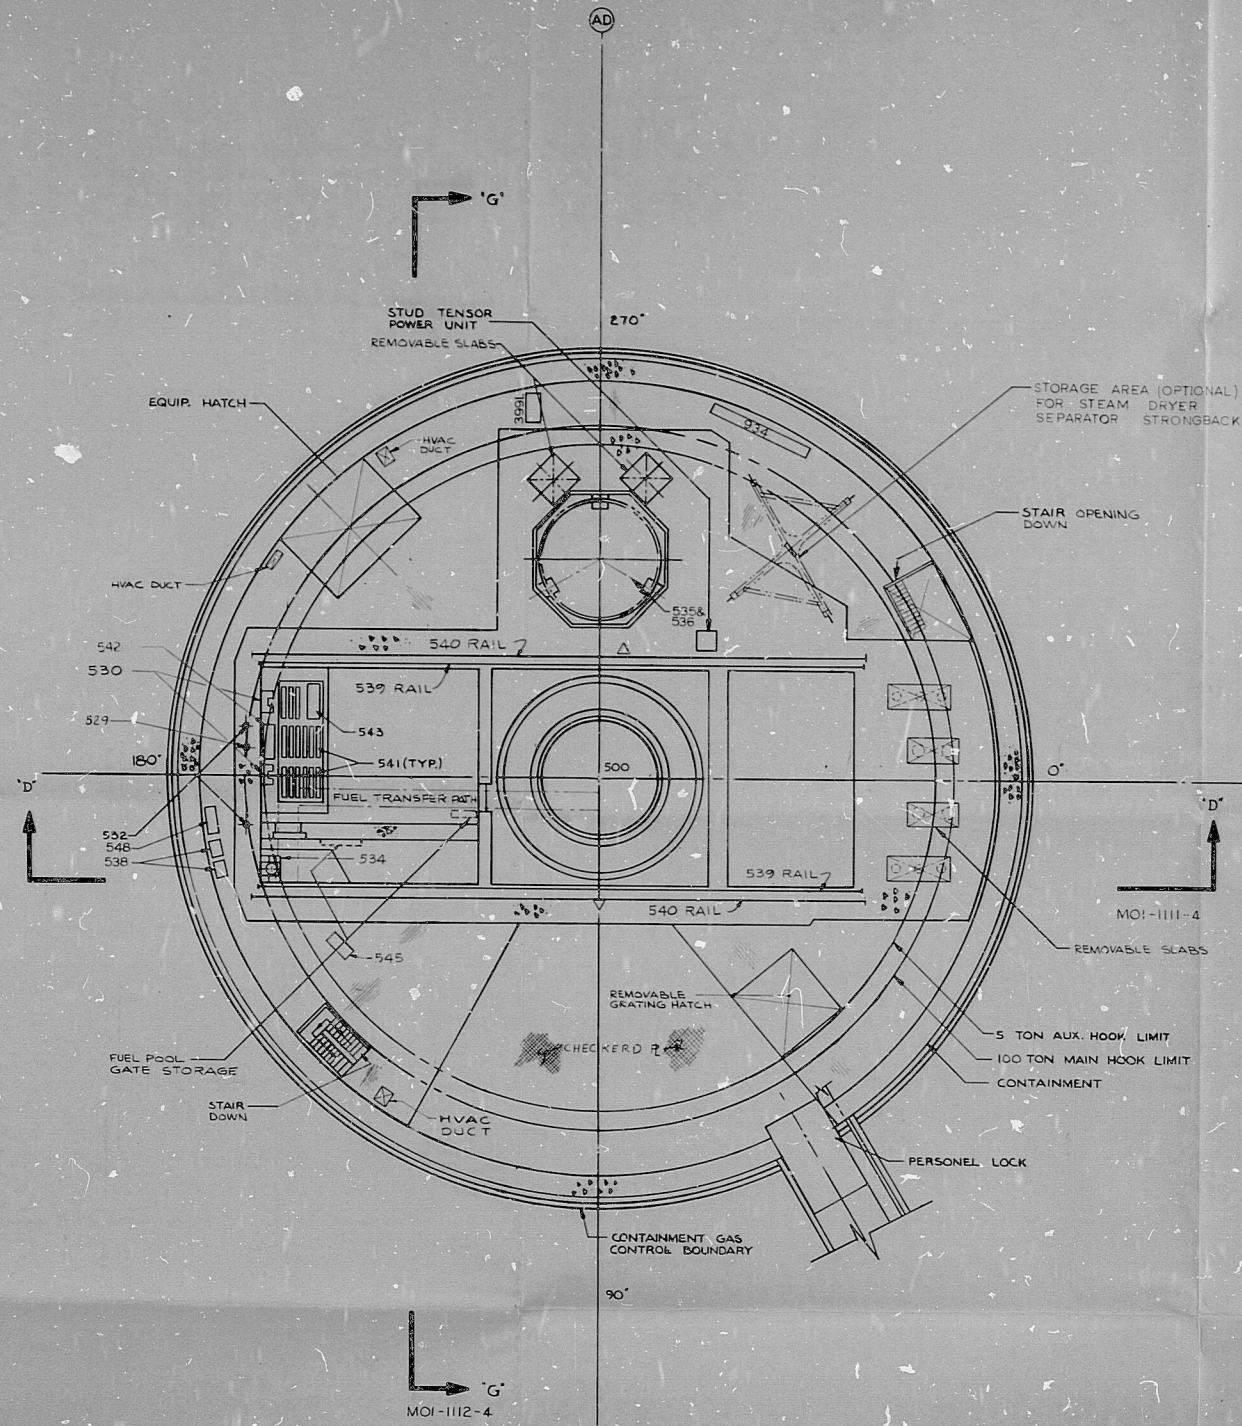 AD
"G"
STUD TENSOR
POWER UNIT
270°
REMOVABLE SLABS
STORAGE AREA (OPTIONAL)
FOR STEAM DRYER
SEPARATOR STRONGBACK
EQUIP. HATCH
399L
934
HVAC
DUCT
STAIR OPENING
DOWN
HVAC DUCT
535&
536
542
540 RAIL
530
539 RAIL
529
543
180°
541(TYP.)
500
0°
"D"
FUEL TRANSFER PATH
"D"
532
548
538
534
539 RAIL
540 RAIL
MO1-1111-4
REMOVABLE SLABS
545
REMOVABLE
GRATING HATCH
5 TON AUX. HOOK LIMIT
CHECKERD
FUEL POOL
GATE STORAGE
100 TON MAIN HOOK LIMIT
CONTAINMENT
STAIR
DOWN
HVAC
DUCT
PERSONEL LOCK
CONTAINMENT GAS
CONTROL BOUNDARY
90°
"G"
MO1-1112-4